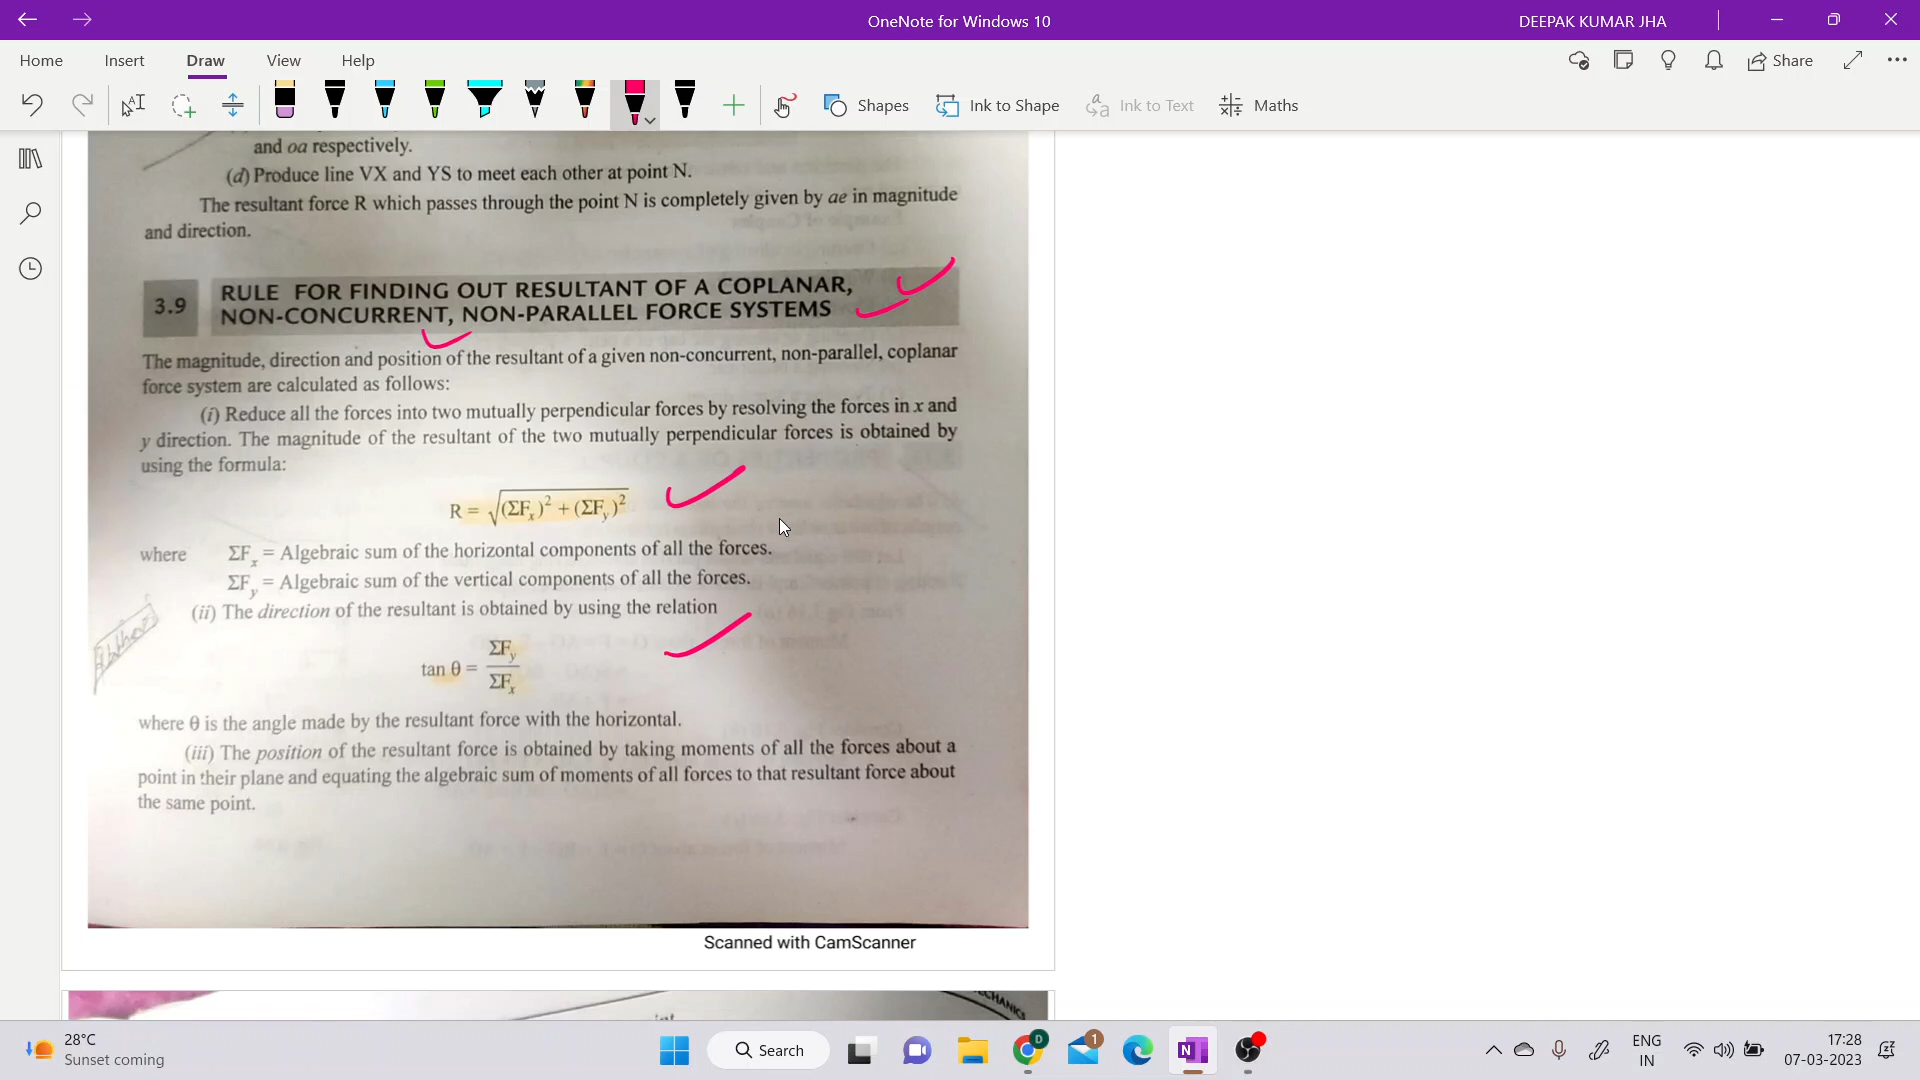 OneNote for Windows 10
DEEPAK KUMAR JHA
Home Insert Draw View Help
Share
Shapes Ink to Shape Ink to Text Maths
and oa respectively.
(d) Produce line VX and YS to meet each other at point N.
The resultant force R which passes through the point N is completely given by ae in magnitude
and direction.
3.9 RULE FOR FINDING OUT RESULTANT OF A COPLANAR,
NON-CONCURRENT, NON-PARALLEL FORCE SYSTEMS
The magnitude, direction and position of the resultant of a given non-concurrent, non-parallel, coplanar
force system are calculated as follows:
(i) Reduce all the forces into two mutually perpendicular forces by resolving the forces in x and
y direction. The magnitude of the resultant of the two mutually perpendicular forces is obtained by
using the formula:
R = √(ΣFx)² + (ΣFy)²
where ΣFx = Algebraic sum of the horizontal components of all the forces.
ΣFy = Algebraic sum of the vertical components of all the forces.
(ii) The direction of the resultant is obtained by using the relation
tan θ = ΣFy / ΣFx
where θ is the angle made by the resultant force with the horizontal.
(iii) The position of the resultant force is obtained by taking moments of all the forces about a
point in their plane and equating the algebraic sum of moments of all forces to that resultant force about
the same point.
Scanned with CamScanner
28°C
Sunset coming
Search
D
1
N
ENG
IN
17:28
07-03-2023